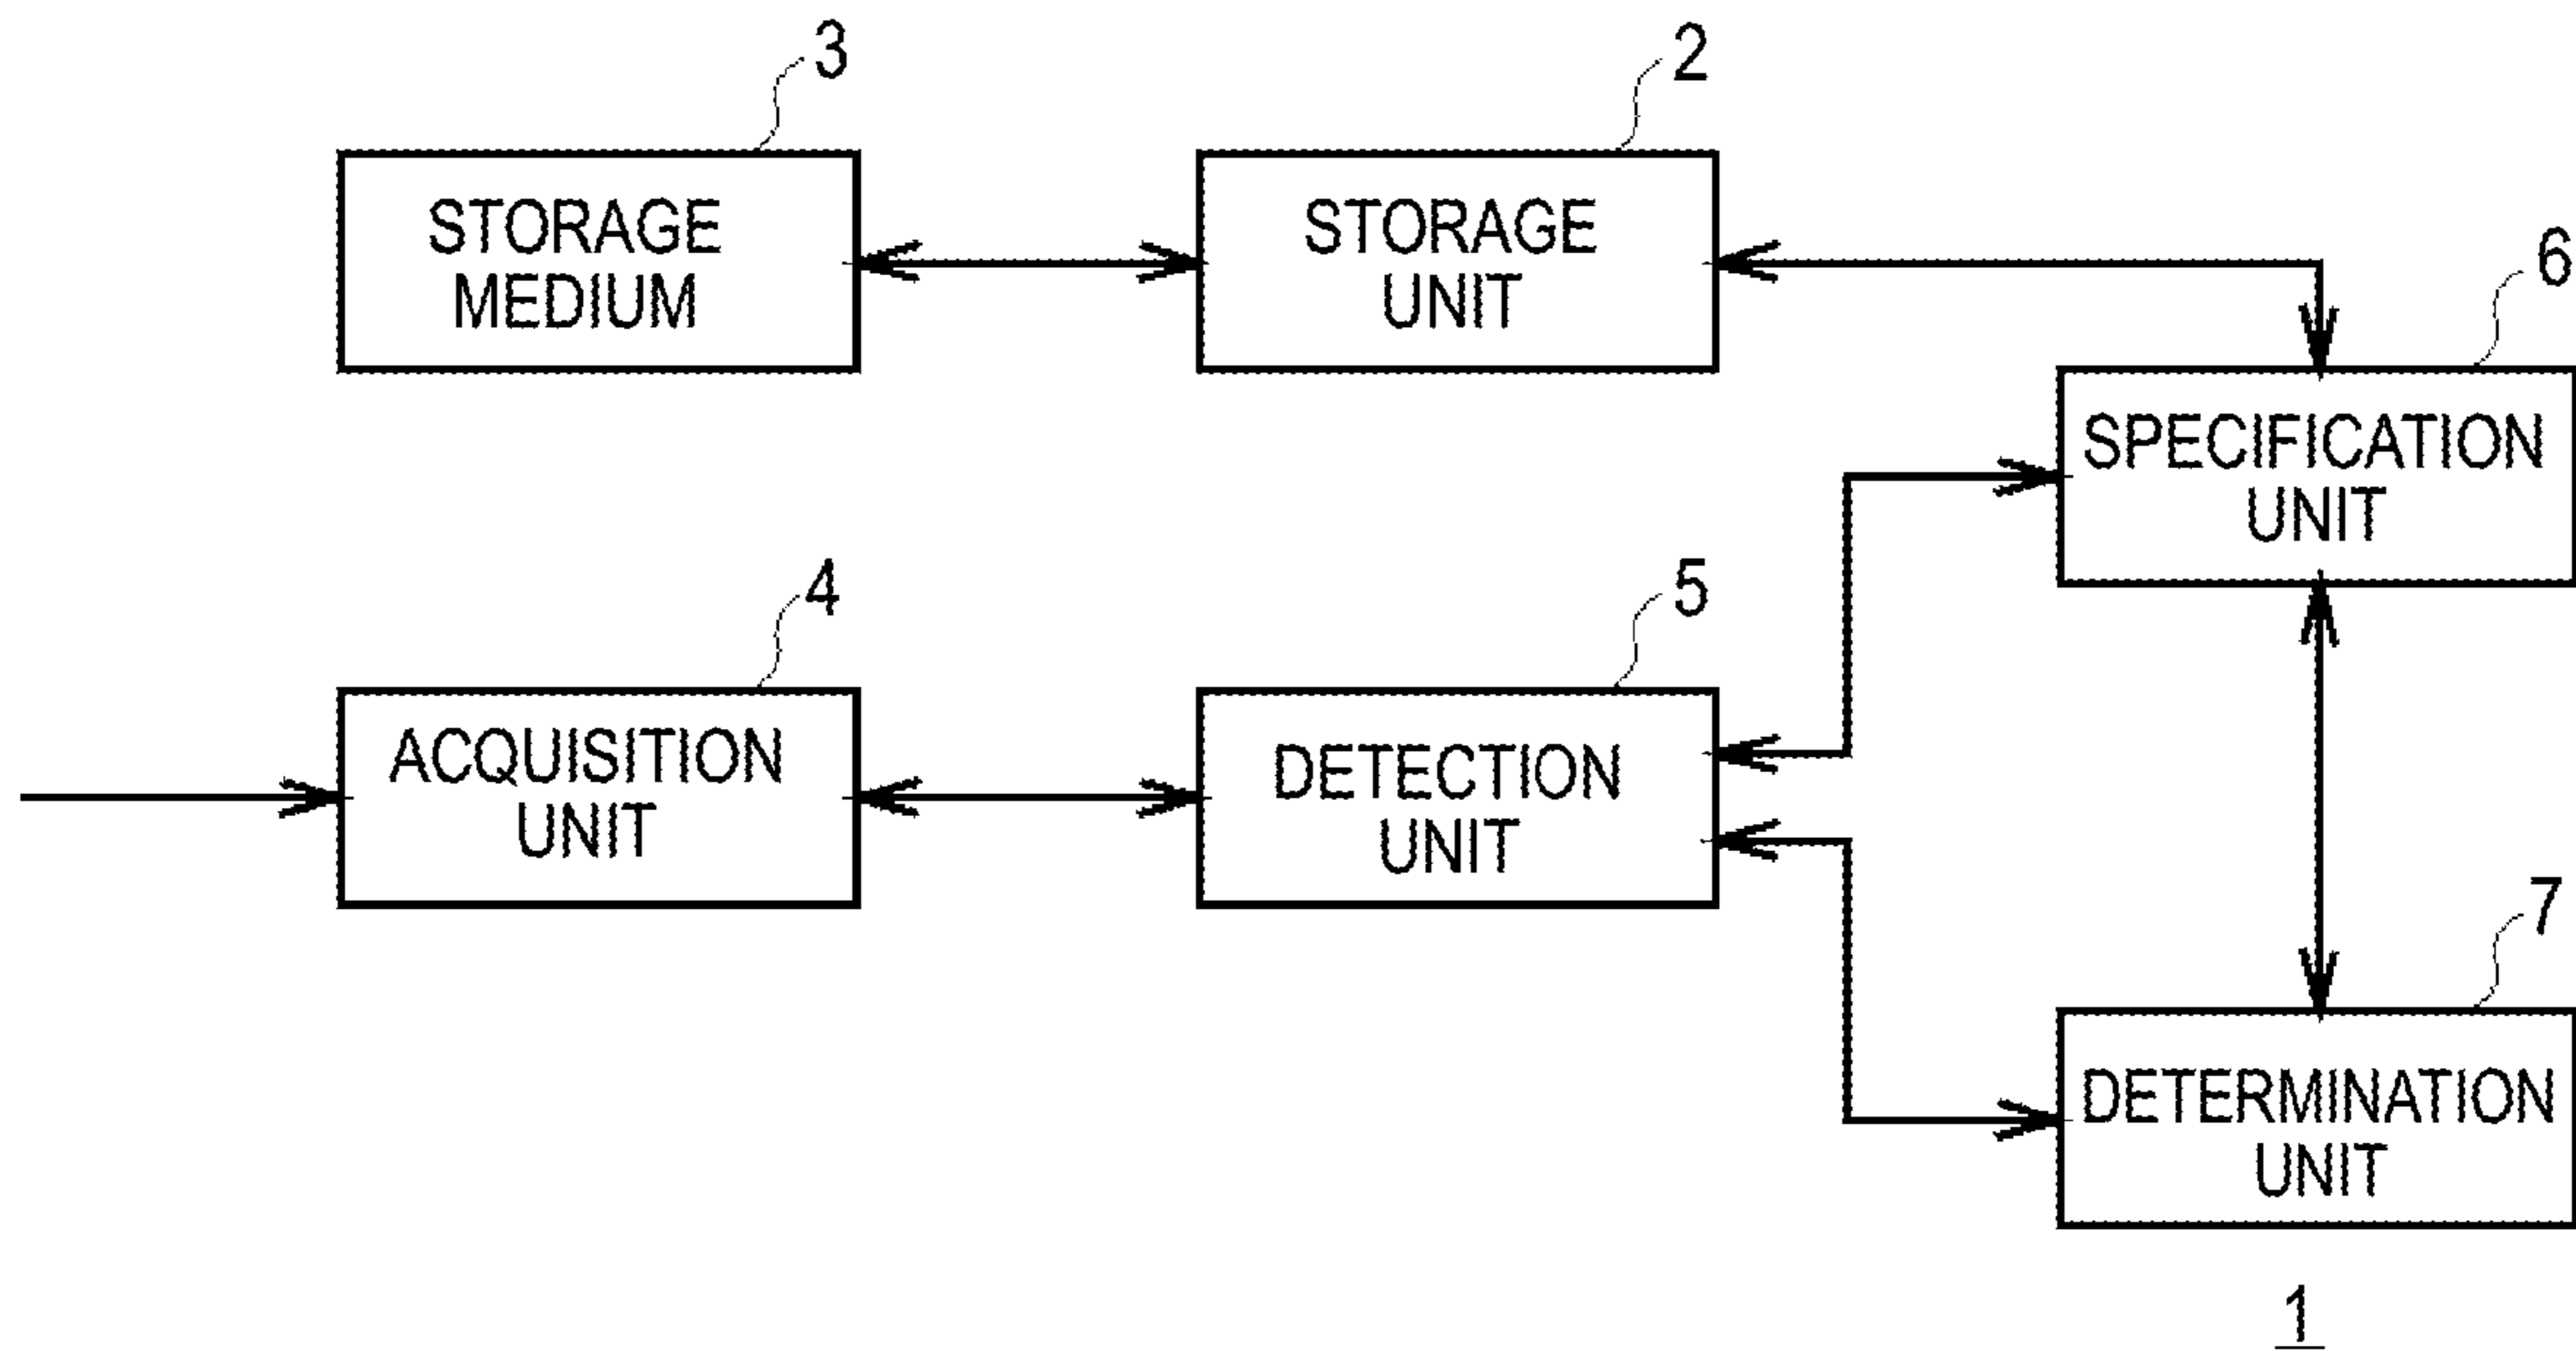 3
2
STORAGE
MEDIUM
STORAGE
UNIT
6
SPECIFICATION
UNIT
4
5
ACQUISITION
UNIT
DETECTION
UNIT
7
DETERMINATION
UNIT
1